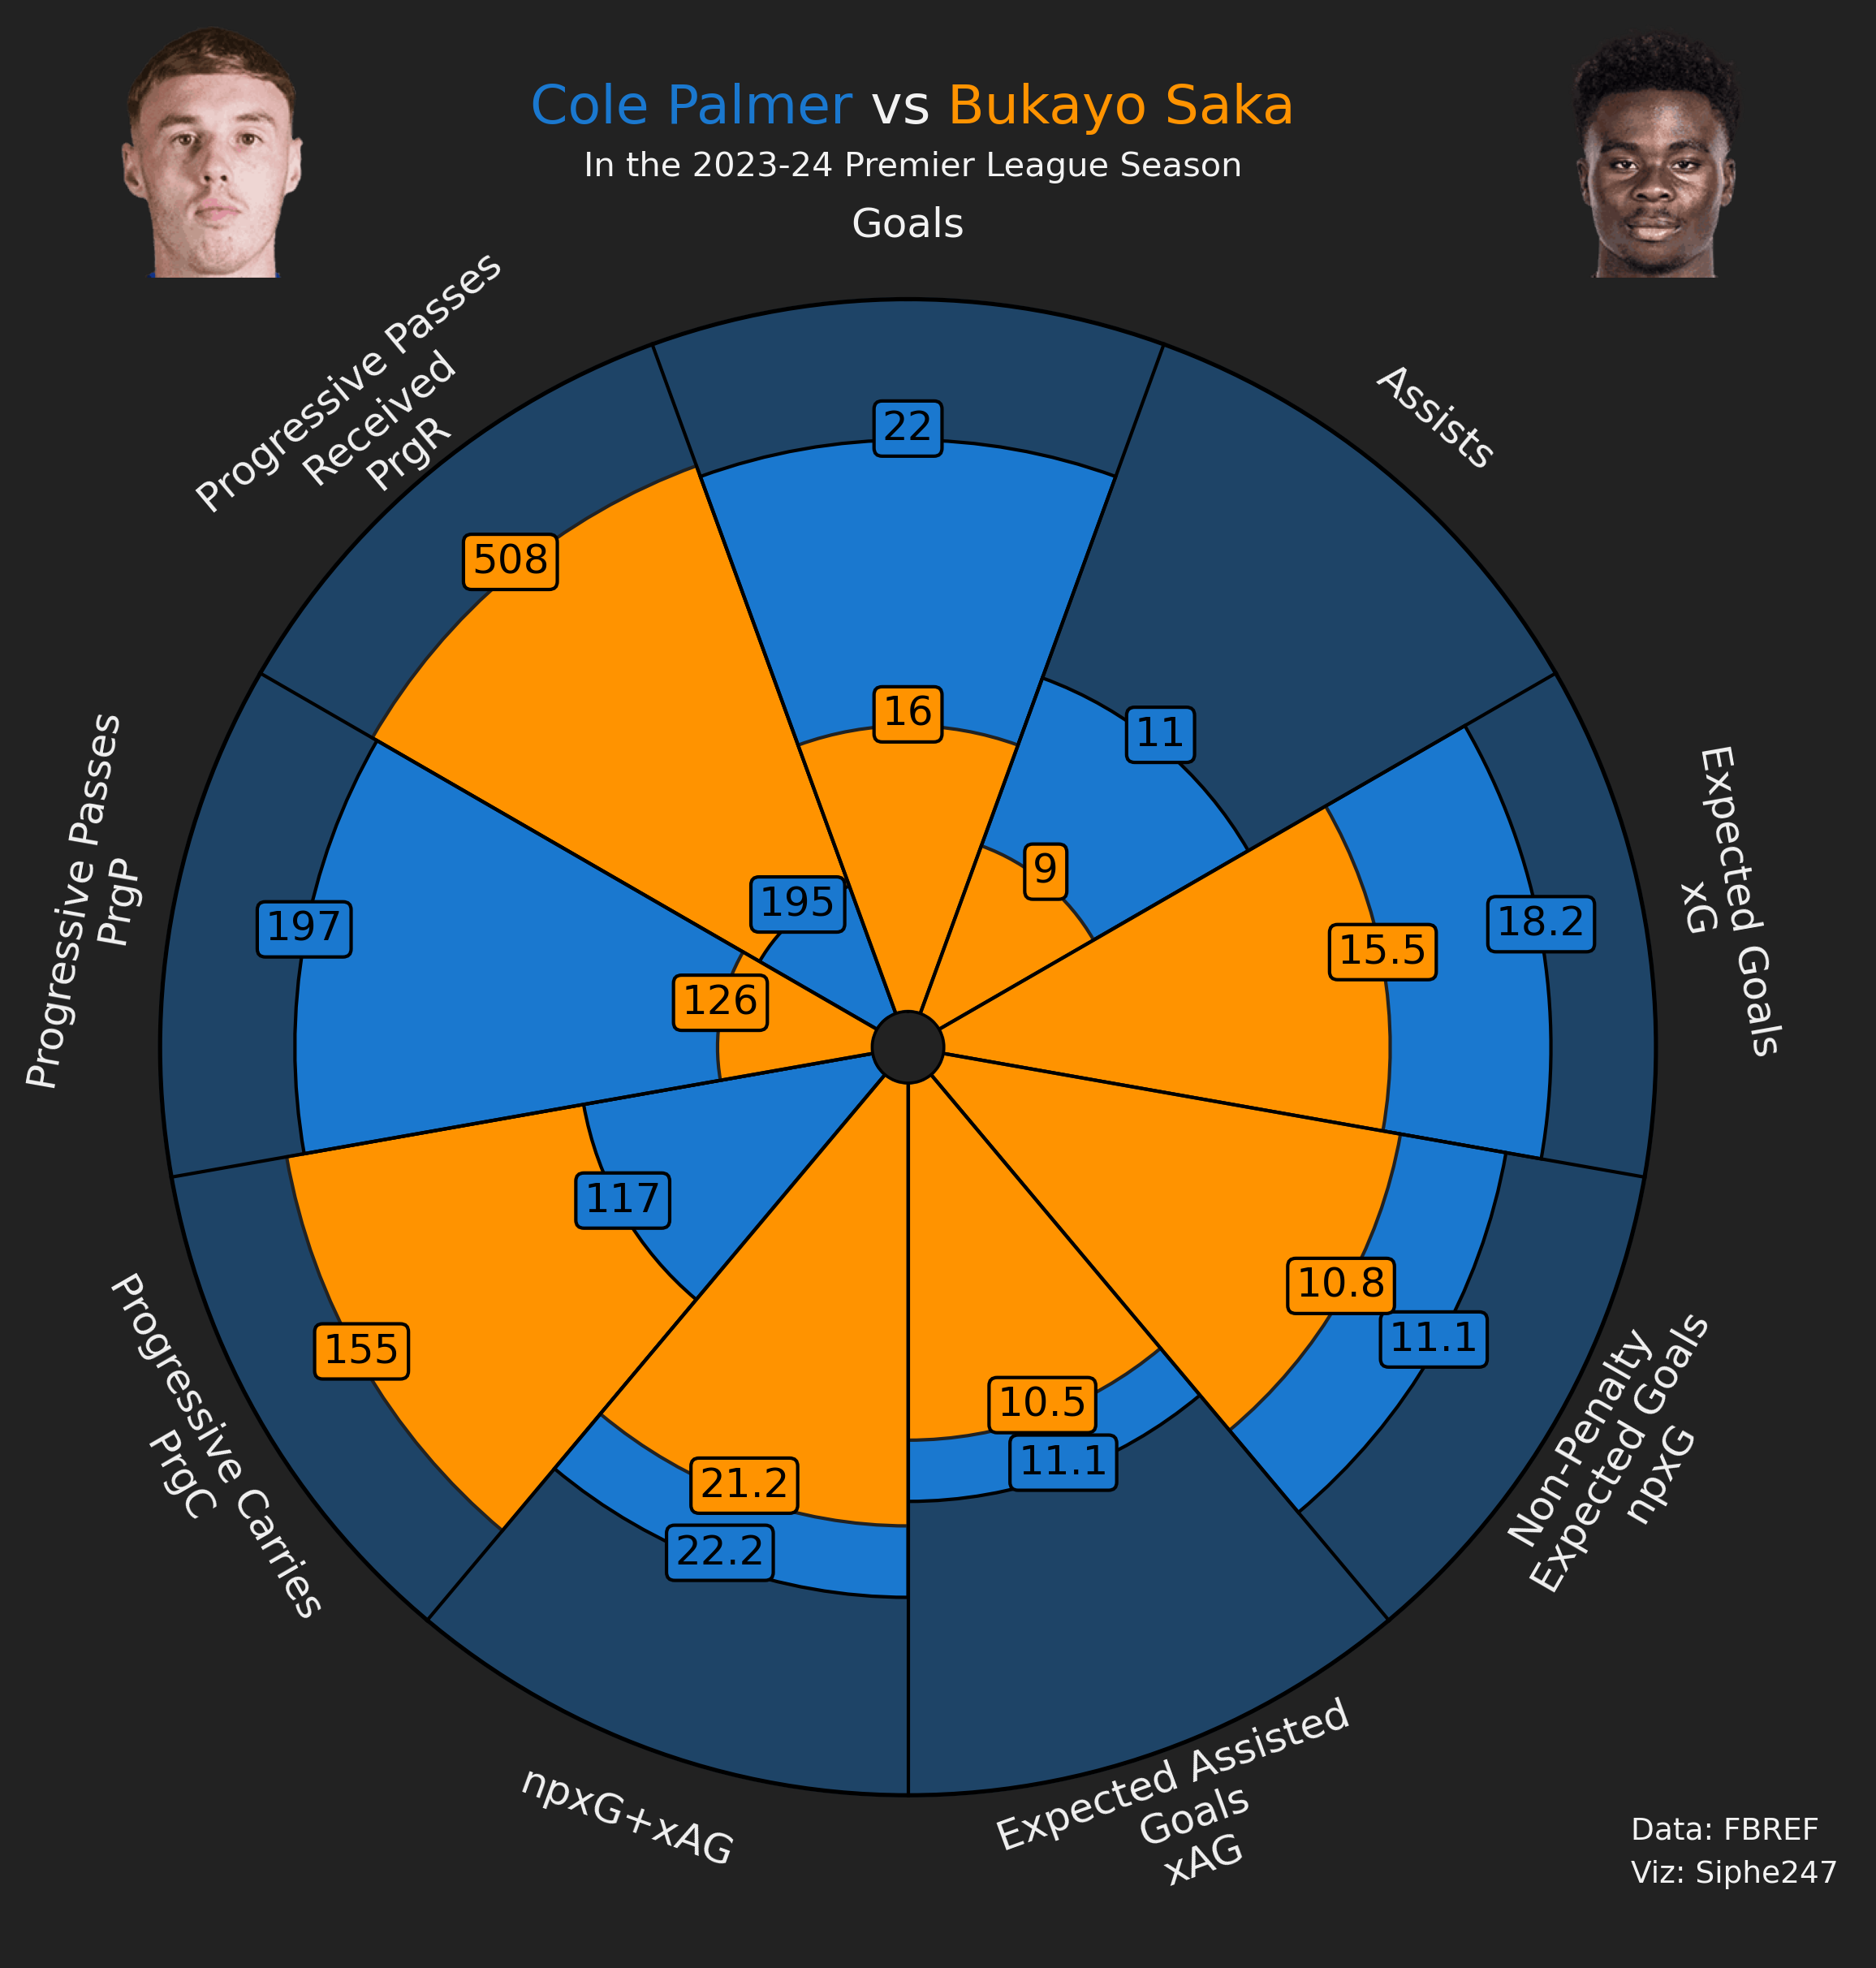 Cole Palmer vs Bukayo Saka
In the 2023-24 Premier League Season
Goals
22
16
Assists
11
9
Expected Goals
xG
18.2
15.5
Non-Penalty
Expected Goals
npxG
10.8
11.1
Expected Assisted
Goals
xAG
10.5
11.1
npxG+xAG
21.2
22.2
Progressive Carries
PrgC
117
155
Progressive Passes
PrgP
197
126
Progressive Passes
Received
PrgR
508
195
Data: FBREF
Viz: Siphe247